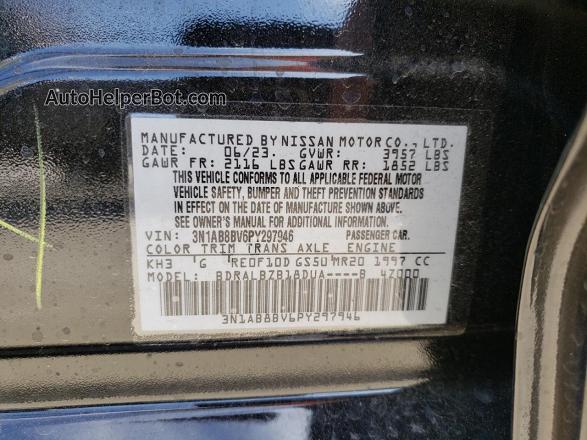 AutoHelperBot.com
MANUFACTURED BY NISSAN MOTOR CO., LTD.
DATE: 06/23. GVWR: 3957 LBS
GAWR FR: 2116 LBS GAWR RR: 1852 LBS
THIS VEHICLE CONFORMS TO ALL APPLICABLE FEDERAL MOTOR
VEHICLE SAFETY, BUMPER AND THEFT PREVENTION STANDARDS
IN EFFECT ON THE DATE OF MANUFACTURE SHOWN ABOVE.
SEE OWNER'S MANUAL FOR ADDITIONAL INFORMATION.
VIN: 3N1AB8BV6PY297946 PASSENGER CAR.
COLOR TRIM TRANS AXLE ENGINE
KH3 'G RE0F10D GS50 MR20 1997 CC
MODEL: BDRALBZB18DUA----B 47000
3N1AB8BV6PY297946